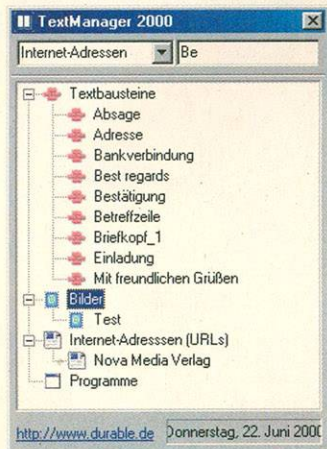 TextManager 2000
Internet-Adressen Be
Textbausteine
Absage
Adresse
Bankverbindung
Best regards
Bestätigung
Betreffzeile
Briefkopf_1
Einladung
Mit freundlichen Grüßen
Bilder
Test
Internet-Adresssen (URLs)
Nova Media Verlag
Programme
http://www.durable.de Donnerstag, 22. Juni 2000